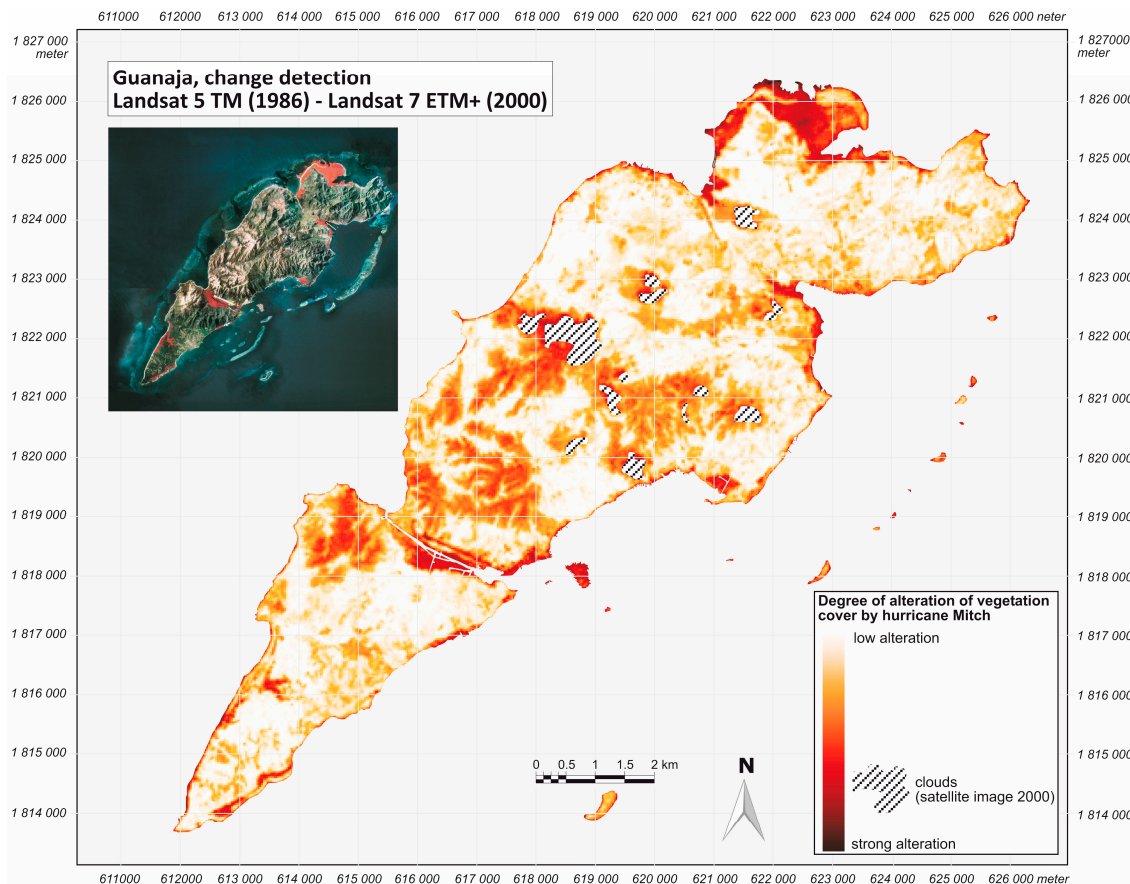 611000 612000 613 000 614 000 615 000 616 000 617 000 618 000 619 000 620 000 621 000 622 000 623 000 624 000 625 000 626 000 neter
1 827 000
meter
1 826 000
1 825 000
1 824 000
1 823 000
1 822 000
1 821 000
1 820 000
1 819 000
1 818 000
1 817 000
1 816 000
1 815 000
1 814 000
Guanaja, change detection
Landsat 5 TM (1986) - Landsat 7 ETM+ (2000)
1 827000
meter
1 826 000
1 825 000
1 824 000
1 823 000
1 822 000
1 821 000
1 820 000
1 819 000
1 818 000
1 817 000
1 816 000
1 815 000
1 814 000
Degree of alteration of vegetation
cover by hurricane Mitch
low alteration
clouds
(satellite image 2000)
strong alteration
0 0.5 1 1.5 2 km
N
611000 612000 613 000 614 000 615 000 616 000 617 000 618 000 619 000 620 000 621 000 622 000 623 000 624 000 625 000 626 000 meter